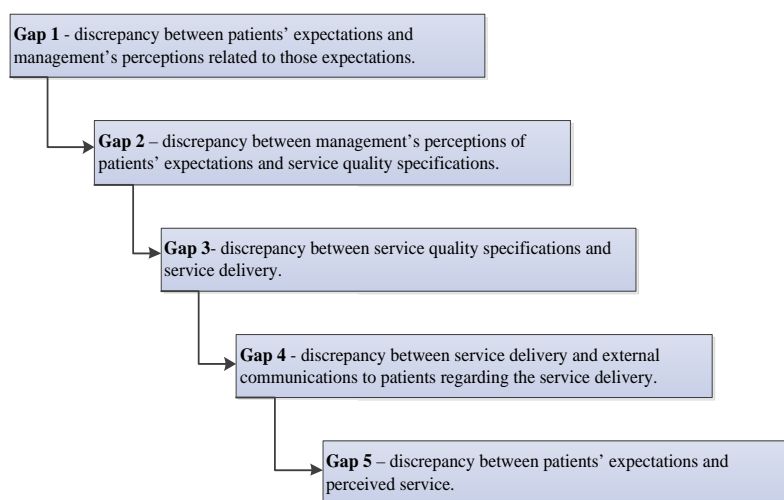 Gap 1 - discrepancy between patients’ expectations and
management’s perceptions related to those expectations.
Gap 2 – discrepancy between management’s perceptions of
patients’ expectations and service quality specifications.
Gap 3- discrepancy between service quality specifications and
service delivery.
Gap 4 - discrepancy between service delivery and external
communications to patients regarding the service delivery.
Gap 5 – discrepancy between patients’ expectations and
perceived service.